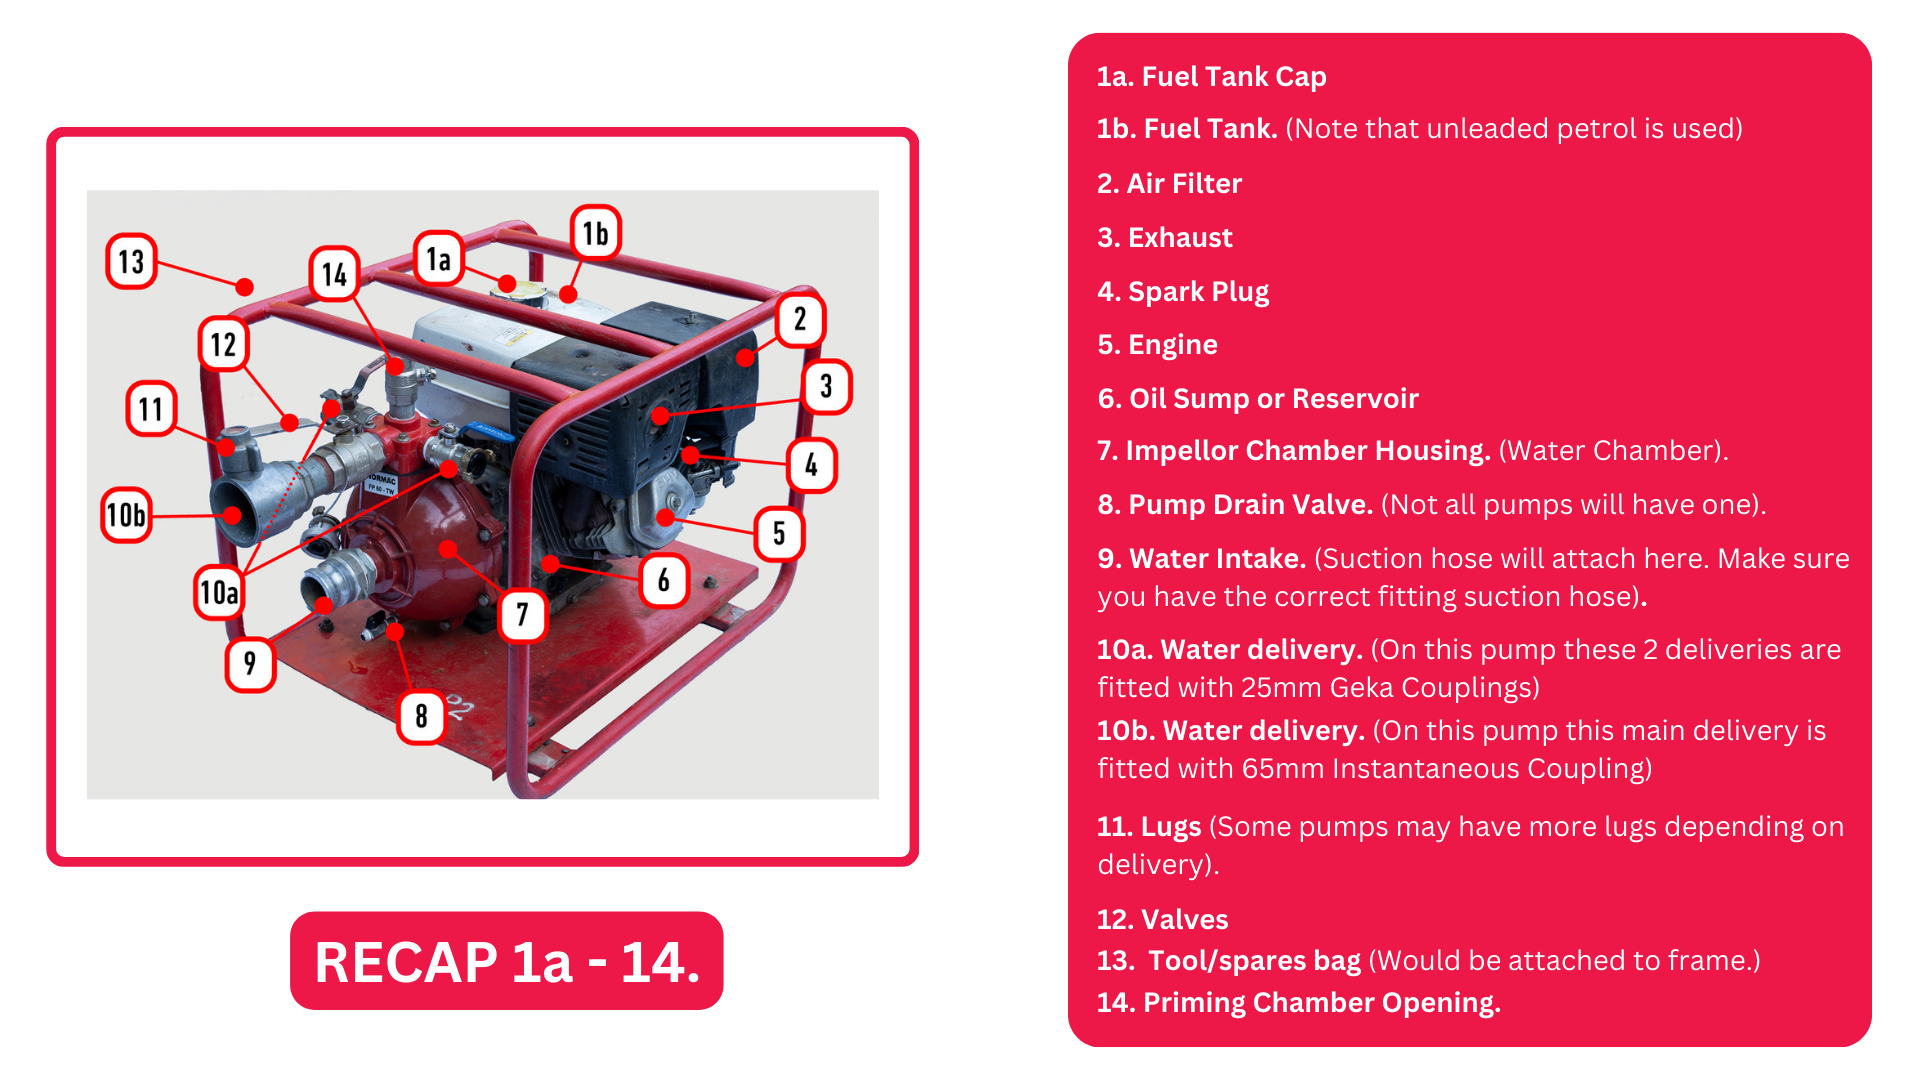 1a. Fuel Tank Cap
1b. Fuel Tank. (Note that unleaded petrol is used)
2. Air Filter
3. Exhaust
4. Spark Plug
5. Engine
6. Oil Sump or Reservoir
7. Impellor Chamber Housing. (Water Chamber).
8. Pump Drain Valve. (Not all pumps will have one).
9. Water Intake. (Suction hose will attach here. Make sure
you have the correct fitting suction hose).
10a. Water delivery. (On this pump these 2 deliveries are
fitted with 25mm Geka Couplings)
10b. Water delivery. (On this pump this main delivery is
fitted with 65mm Instantaneous Coupling)
11. Lugs (Some pumps may have more lugs depending on
delivery).
12. Valves
13. Tool/spares bag (Would be attached to frame.)
14. Priming Chamber Opening.
13
14
1a
1b
2
12
3
11
4
10b
5
10a
6
7
9
8
FP 60 - TW
P2
RECAP 1a - 14.